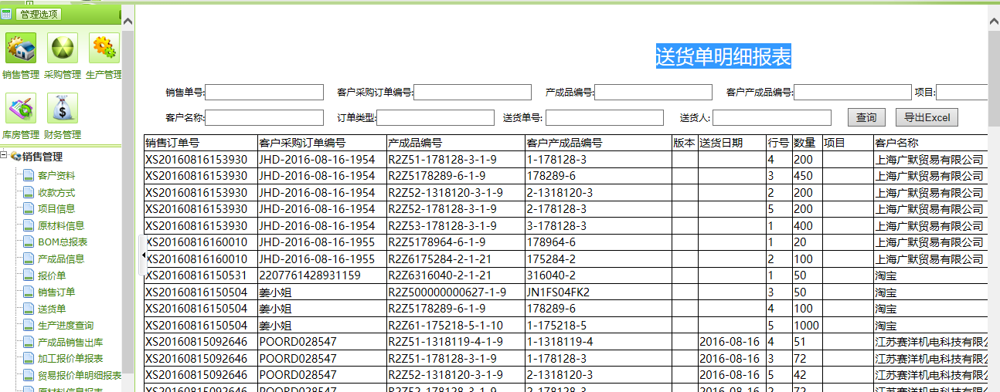 管理选项
销售管理 采购管理 生产管理
库房管理 财务管理
销售管理
客户资料
收款方式
项目信息
原材料信息
BOM总报表
产成品信息
报价单
销售订单
送货单
生产进度查询
产成品销售出库
加工报价单报表
贸易报价单明细报表
送货单明细报表
销售单号: 客户采购订单编号: 产成品编号: 客户产成品编号: 项目:
客户名称: 订单类型: 送货单号: 送货人: 查询 导出Excel
销售订单号 客户采购订单编号 产成品编号 客户产成品编号 版本 送货日期 行号 数量 项目 客户名称
XS20160816153930 JHD-2016-08-16-1954 R2Z51-178128-3-1-9 1-178128-3 4 200 上海广默贸易有限公司
XS20160816153930 JHD-2016-08-16-1954 R2Z5178289-6-1-9 178289-6 3 450 上海广默贸易有限公司
XS20160816153930 JHD-2016-08-16-1954 R2Z52-1318120-3-1-9 2-1318120-3 2 200 上海广默贸易有限公司
XS20160816153930 JHD-2016-08-16-1954 R2Z52-178128-3-1-9 2-178128-3 5 200 上海广默贸易有限公司
XS20160816153930 JHD-2016-08-16-1954 R2Z53-178128-3-1-9 3-178128-3 1 400 上海广默贸易有限公司
XS20160816160010 JHD-2016-08-16-1955 R2Z5178964-6-1-9 178964-6 1 20 上海广默贸易有限公司
XS20160816160010 JHD-2016-08-16-1955 R2Z6175284-2-1-21 175284-2 2 100 上海广默贸易有限公司
XS20160816150531 2207761428931159 R2Z6316040-2-1-21 316040-2 1 50 淘宝
XS20160816150504 姜小姐 R2Z500000000627-1-9 JN1FS04FK2 3 50 淘宝
XS20160816150504 姜小姐 R2Z5178289-6-1-9 178289-6 4 100 淘宝
XS20160816150504 姜小姐 R2Z61-175218-5-1-10 1-175218-5 5 1000 淘宝
XS20160815092646 POORD028547 R2Z51-1318119-4-1-9 1-1318119-4 2016-08-16 4 51 江苏赛洋机电科技有限
XS20160815092646 POORD028547 R2Z51-178128-3-1-9 1-178128-3 2016-08-16 3 72 江苏赛洋机电科技有限
XS20160815092646 POORD028547 R2Z52-1318120-3-1-9 2-1318120-3 2016-08-16 5 42 江苏赛洋机电科技有限